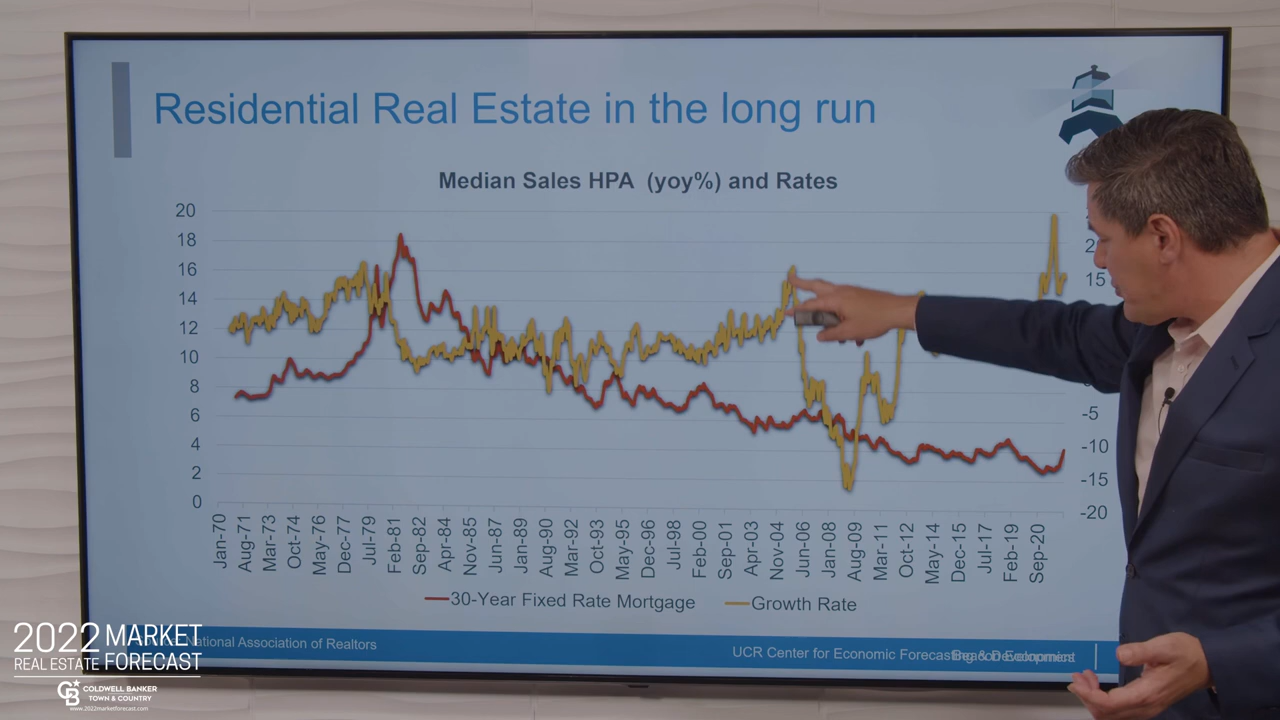 Residential Real Estate in the long run
Median Sales HPA (yoy%) and Rates
20
18
16
14
12
10
8
6
4
2
0
15
-5
-10
-15
-20
Jan-70
Aug-71
Mar-73
Oct-74
May-76
Dec-77
Jul-79
Feb-81
Sep-82
Apr-84
Nov-85
Jun-87
Jan-89
Aug-90
Mar-92
Oct-93
May-95
Dec-96
Jul-98
Feb-00
Sep-01
Apr-03
Nov-04
Jun-06
Jan-08
Aug-09
Mar-11
Oct-12
May-14
Dec-15
Jul-17
Feb-19
Sep-20
30-Year Fixed Rate Mortgage
Growth Rate
National Association of Realtors
UCR Center for Economic Forecasting & Development
2022 MARKET
REAL ESTATE FORECAST
CB
COLDWELL BANKER
TOWN & COUNTRY
www.2022marketforecast.com